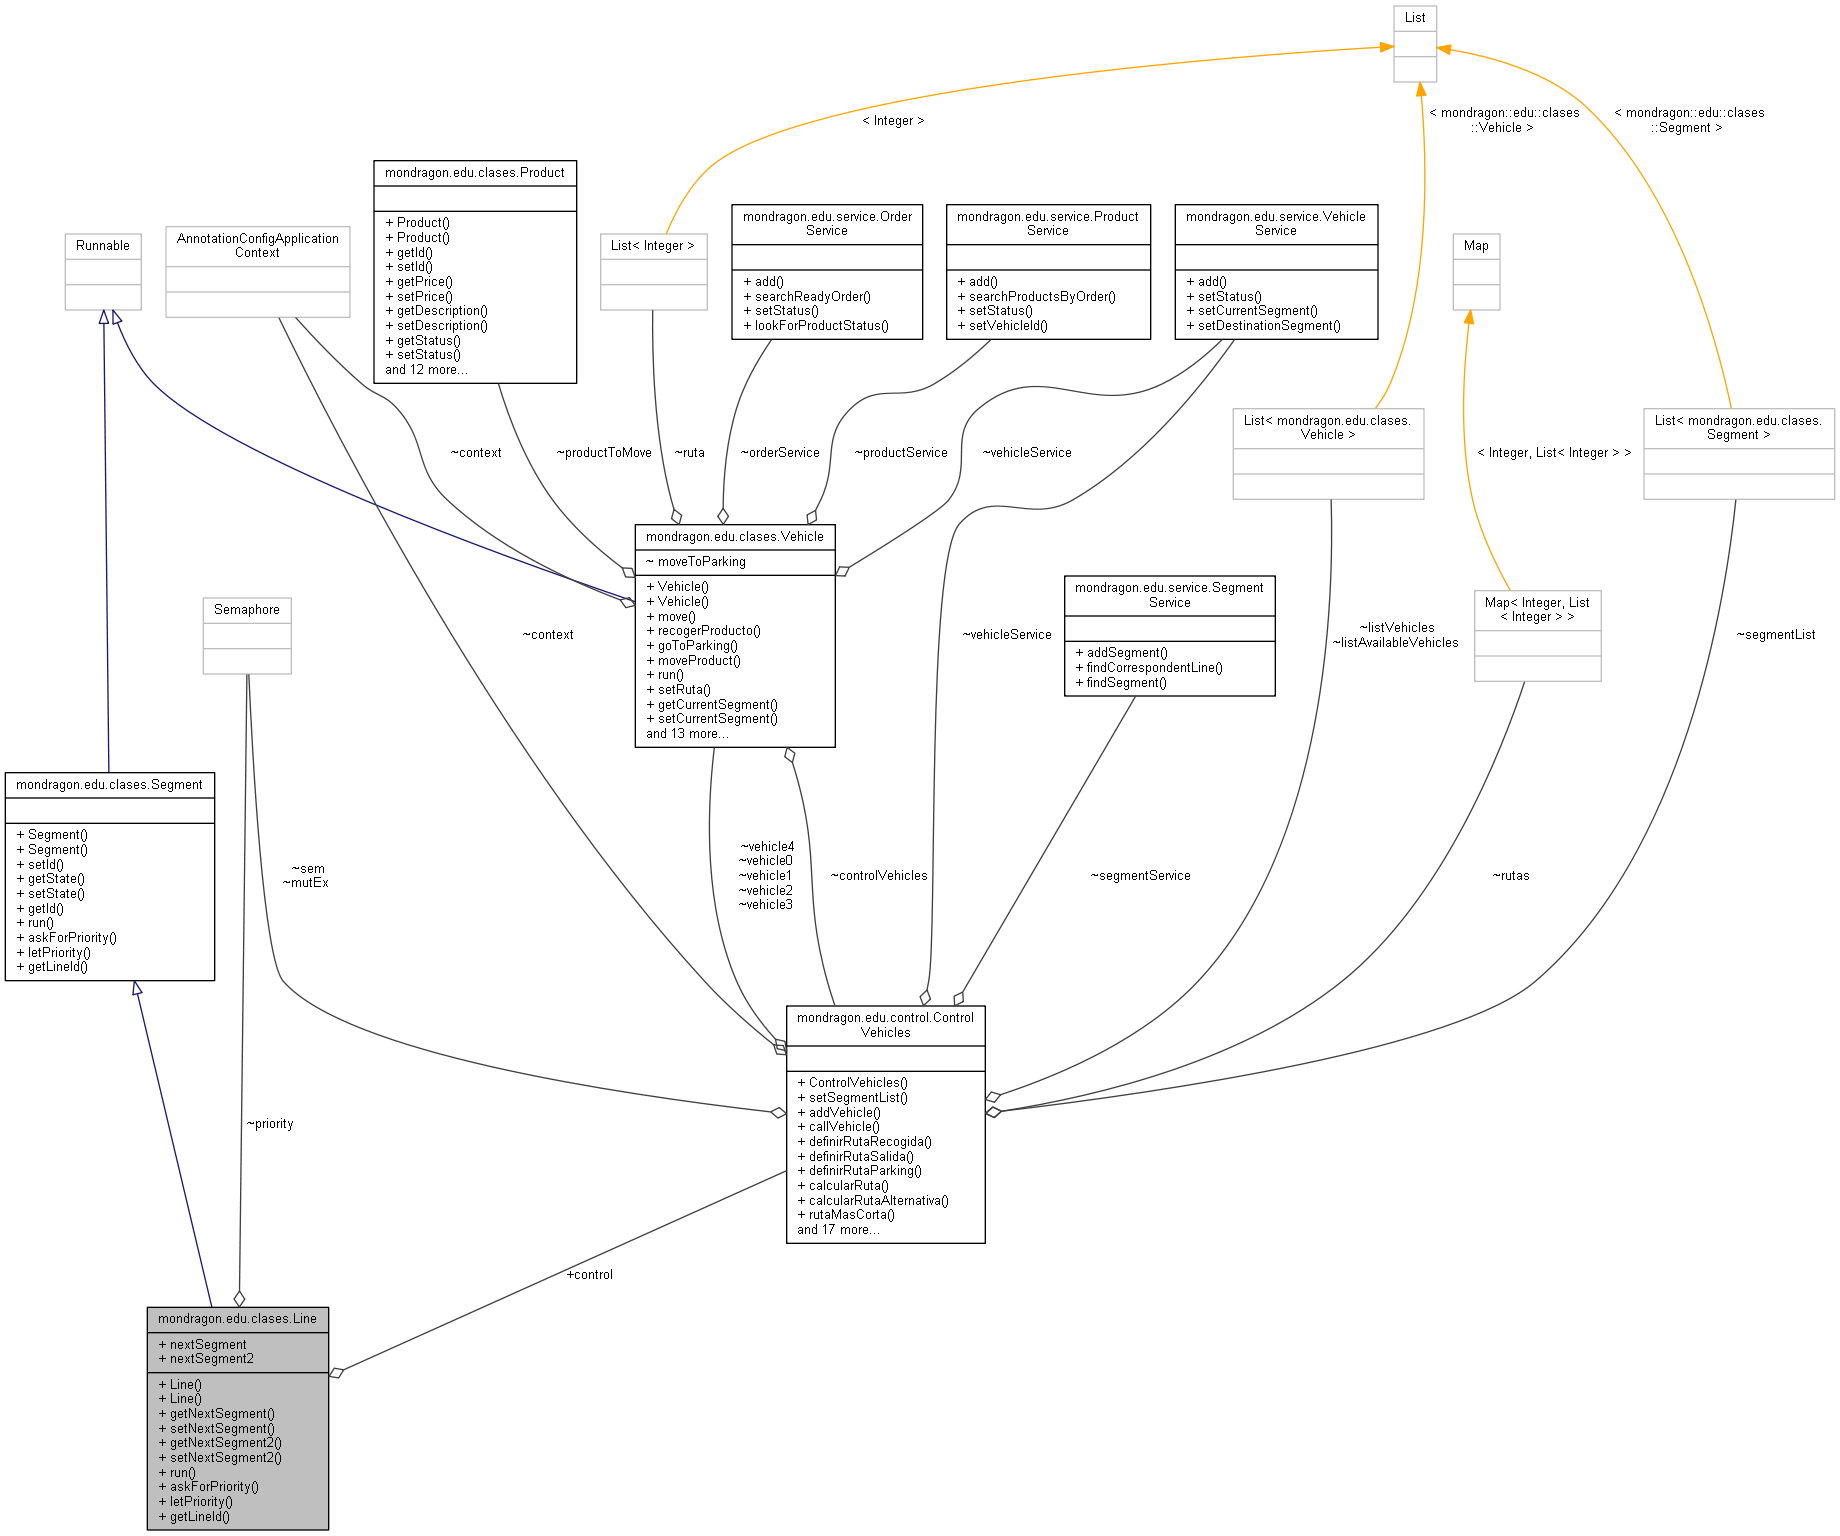 List
< Integer >
< mondragon::edu::clases
::Vehicle >
< mondragon::edu::clases
::Segment >
mondragon.edu.clases.Product
+ Product()
+ Product()
+ getId()
+ setId()
+ getPrice()
+ setPrice()
+ getDescription()
+ setDescription()
+ getStatus()
+ setStatus()
and 12 more...
Runnable
AnnotationConfigApplication
Context
List< Integer >
mondragon.edu.service.Order
Service
+ add()
+ searchReadyOrder()
+ setStatus()
+ lookForProductStatus()
mondragon.edu.service.Product
Service
+ add()
+ searchProductsByOrder()
+ setStatus()
+ setVehicleId()
mondragon.edu.service.Vehicle
Service
+ add()
+ setStatus()
+ setCurrentSegment()
+ setDestinationSegment()
Map
List< mondragon.edu.clases.
Vehicle >
List< mondragon.edu.clases.
Segment >
~context
~productToMove
~ruta
~orderService
~productService
~vehicleService
< Integer, List< Integer > >
mondragon.edu.clases.Vehicle
~ moveToParking
+ Vehicle()
+ Vehicle()
+ move()
+ recogerProducto()
+ goToParking()
+ moveProduct()
+ run()
+ setRuta()
+ getCurrentSegment()
+ setCurrentSegment()
and 13 more...
Semaphore
~context
~vehicleService
mondragon.edu.service.Segment
Service
+ addSegment()
+ findCorrespondentLine()
+ findSegment()
~listVehicles
~listAvailableVehicles
Map< Integer, List
< Integer > >
~segmentList
mondragon.edu.clases.Segment
+ Segment()
+ Segment()
+ setId()
+ getState()
+ setState()
+ getId()
+ run()
+ askForPriority()
+ letPriority()
+ getLineId()
~sem
~mutEx
~vehicle4
~vehicle0
~vehicle1
~vehicle2
~vehicle3
~controlVehicles
~segmentService
~rutas
mondragon.edu.control.Control
Vehicles
+ ControlVehicles()
+ setSegmentList()
+ addVehicle()
+ callVehicle()
+ definirRutaRecogida()
+ definirRutaSalida()
+ definirRutaParking()
+ calcularRuta()
+ calcularRutaAlternativa()
+ rutaMasCorta()
and 17 more...
~priority
+control
mondragon.edu.clases.Line
+ nextSegment
+ nextSegment2
+ Line()
+ Line()
+ getNextSegment()
+ setNextSegment()
+ getNextSegment2()
+ setNextSegment2()
+ run()
+ askForPriority()
+ letPriority()
+ getLineId()